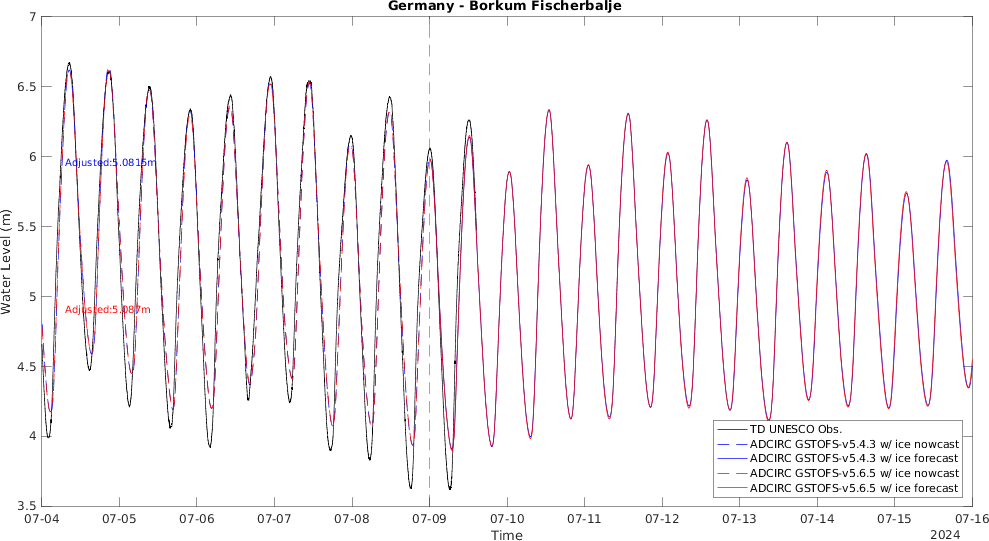 Germany - Borkum Fischerbalje
7
6.5
6
5.5
5
4.5
4
3.5
Water Level (m)
Adjusted:5.0815m
Adjusted:5.087m
TD UNESCO Obs.
ADCIRC GSTOFS-v5.4.3 w/ ice nowcast
ADCIRC GSTOFS-v5.4.3 w/ ice forecast
ADCIRC GSTOFS-v5.6.5 w/ ice nowcast
ADCIRC GSTOFS-v5.6.5 w/ ice forecast
07-04 07-05 07-06 07-07 07-08 07-09 07-10 07-11 07-12 07-13 07-14 07-15 07-16
Time
2024